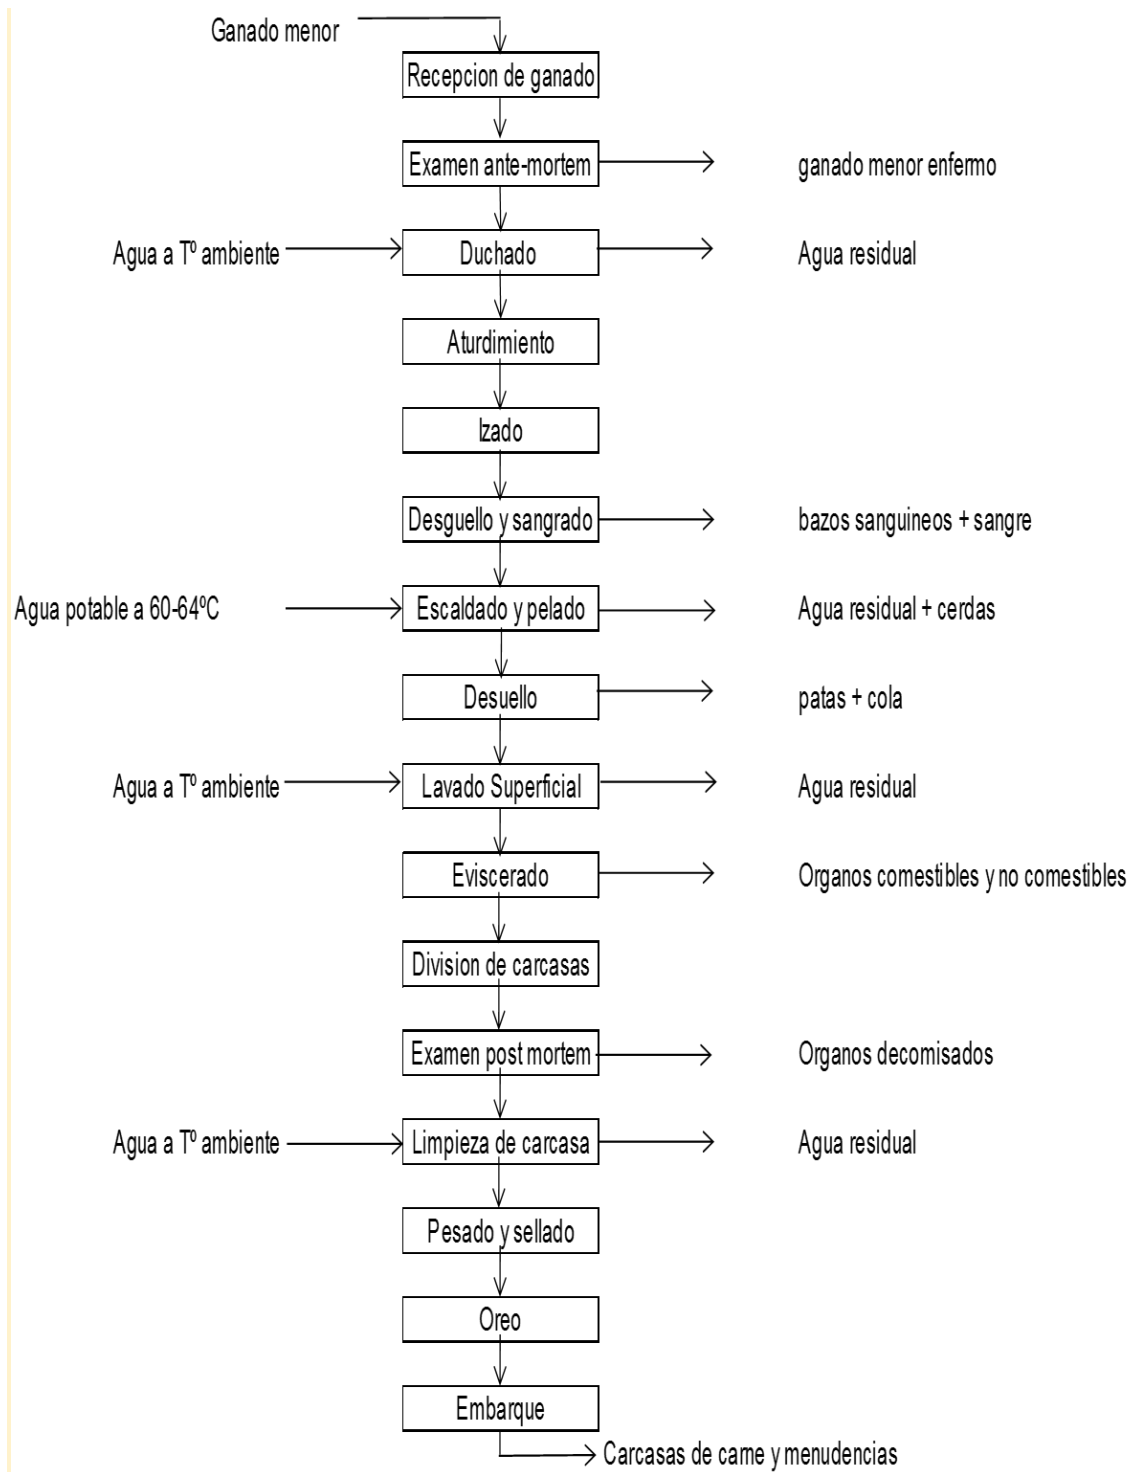 Ganado menor
Recepcion de ganado
Examen ante-mortem
ganado menor enfermo
Agua a Tº ambiente
Duchado
Agua residual
Aturdimiento
Izado
Desguello y sangrado
bazos sanguineos + sangre
Agua potable a 60-64ºC
Escaldado y pelado
Agua residual + cerdas
Desuello
patas + cola
Agua a Tº ambiente
Lavado Superficial
Agua residual
Eviscerado
Organos comestibles y no comestibles
Division de carcasas
Examen post mortem
Organos decomisados
Agua a Tº ambiente
Limpieza de carcasa
Agua residual
Pesado y sellado
Oreo
Embarque
Carcasas de carne y menudencias